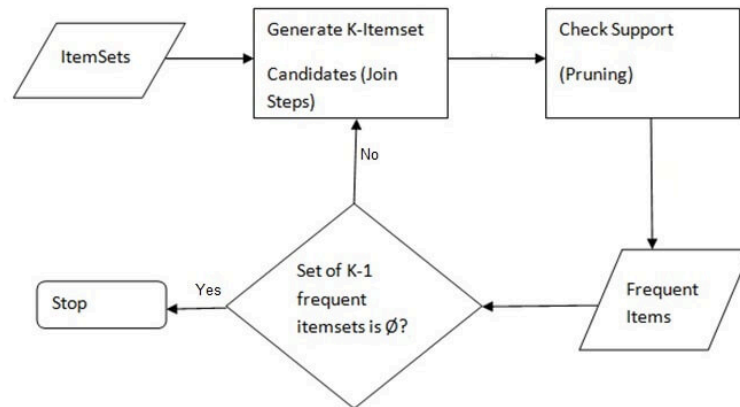 ItemSets
Generate K-Itemset
Candidates (Join
Steps)
Check Support
(Pruning)
No
Set of K-1
frequent
itemsets is Ø?
Yes
Stop
Frequent
Items